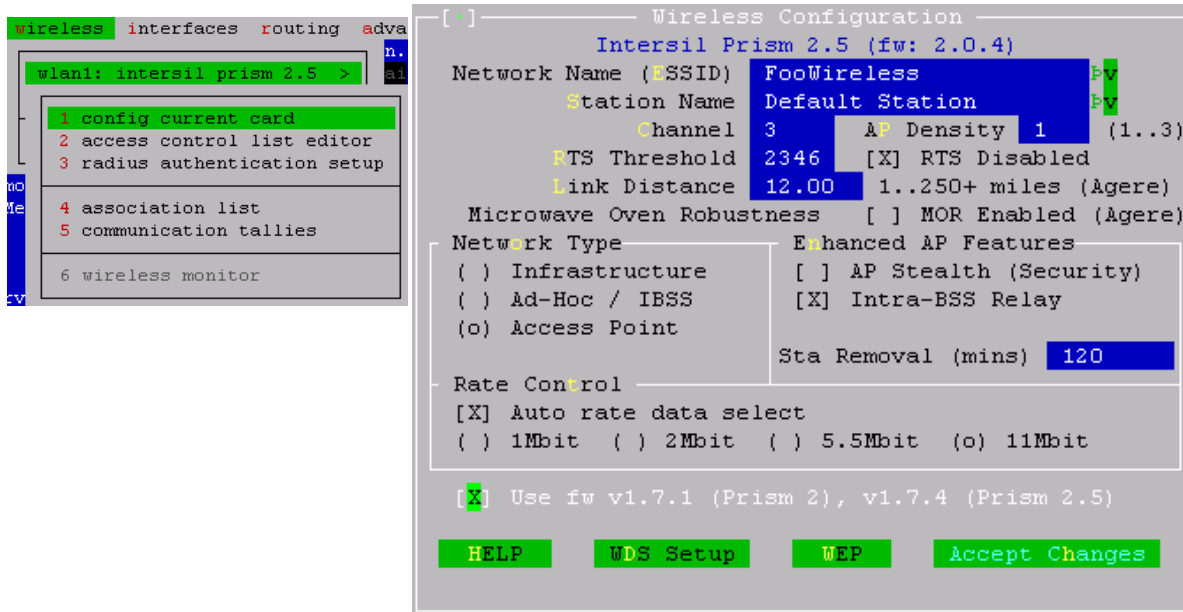 wireless interfaces routing adva
n.
wlan1: intersil prism 2.5 > ai
1 config current card
2 access control list editor
3 radius authentication setup
mo
Me
4 association list
5 communication tallies
6 wireless monitor
rv
Wireless Configuration
Intersil Prism 2.5 (fw: 2.0.4)
Network Name (ESSID) FooWireless Þv
Station Name Default Station Þv
Channel 3 AP Density 1 (1..3)
RTS Threshold 2346 [X] RTS Disabled
Link Distance 12.00 1..250+ miles (Agere)
Microwave Oven Robustness [ ] MOR Enabled (Agere)
Network Type Enhanced AP Features
( ) Infrastructure [ ] AP Stealth (Security)
( ) Ad-Hoc / IBSS [X] Intra-BSS Relay
(o) Access Point
Sta Removal (mins) 120
Rate Control
[X] Auto rate data select
( ) 1Mbit ( ) 2Mbit ( ) 5.5Mbit (o) 11Mbit
[X] Use fw v1.7.1 (Prism 2), v1.7.4 (Prism 2.5)
HELP WDS Setup WEP Accept Changes